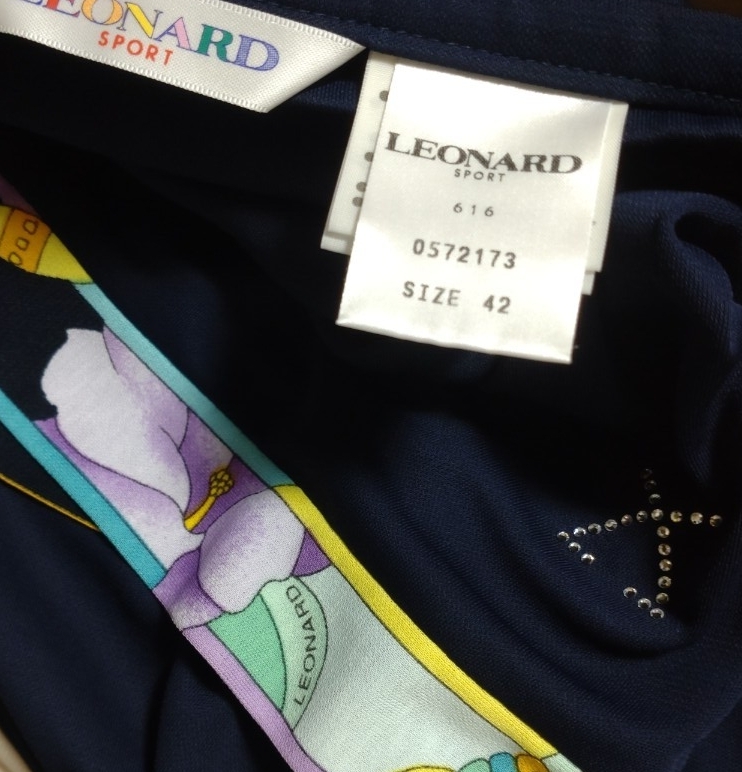 LEONARD
SPORT
LEONARD
SPORT
616
0572173
SIZE 42
LEONARD